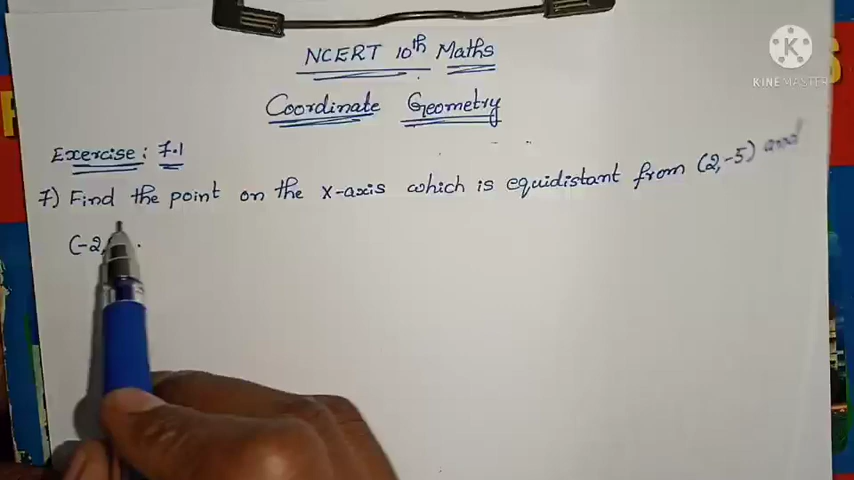 NCERT 10th Maths
Coordinate Geometry
Exercise: 7.1
7) Find the point on the x-axis which is equidistant from (2,-5) and
(-2,
KINEMASTER